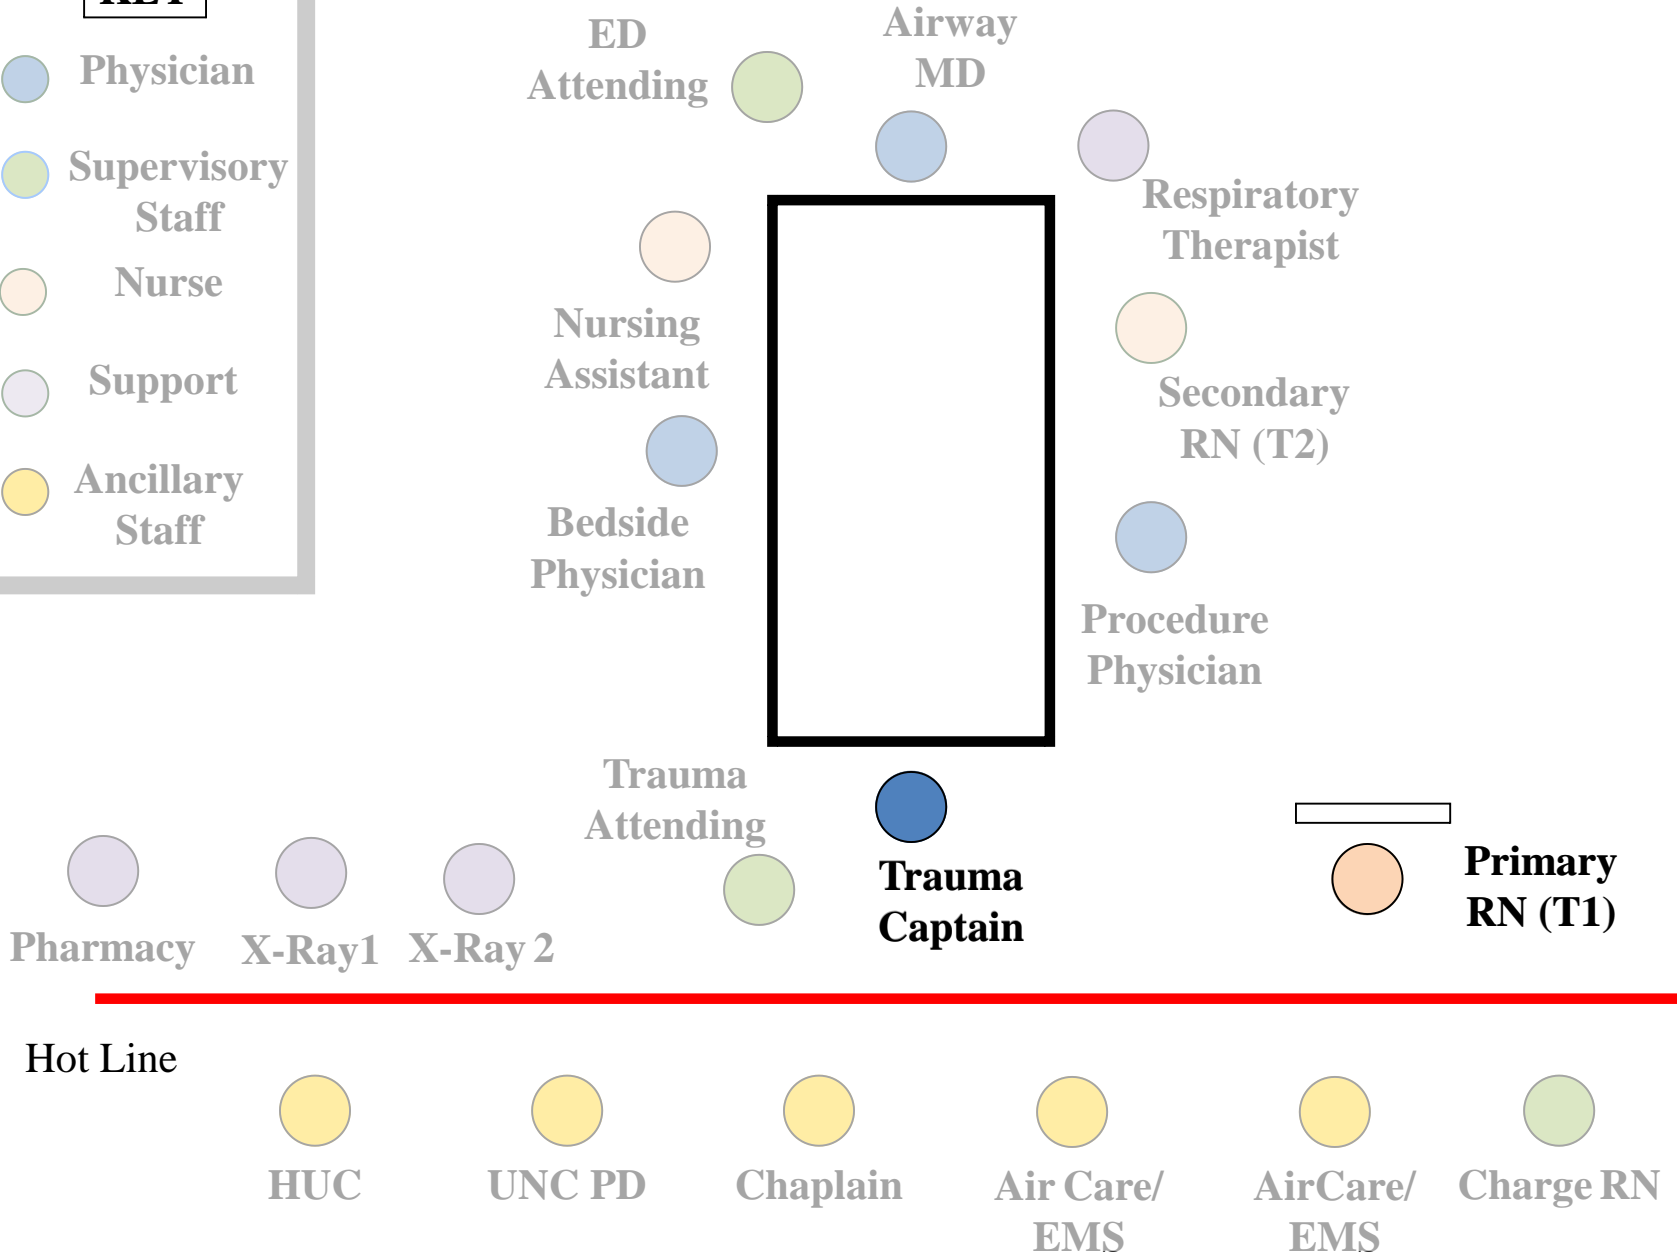 KEY
Physician
Supervisory
Staff
Nurse
Support
Ancillary
Staff
ED
Attending
Airway
MD
Respiratory
Therapist
Nursing
Assistant
Secondary
RN (T2)
Bedside
Physician
Procedure
Physician
Trauma
Attending
Trauma
Captain
Primary
RN (T1)
Pharmacy
X-Ray1
X-Ray 2
Hot Line
HUC
UNC PD
Chaplain
Air Care/
EMS
AirCare/
EMS
Charge RN